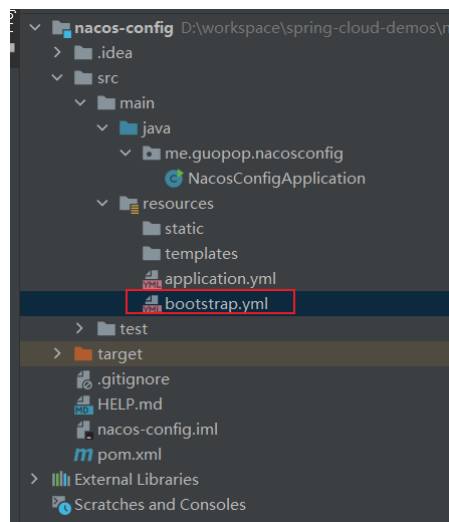 nacos-config D:\workspace\spring-cloud-demos\n
.idea
src
main
java
me.guopop.nacosconfig
NacosConfigApplication
resources
static
templates
application.yml
bootstrap.yml
test
target
.gitignore
HELP.md
nacos-config.iml
pom.xml
External Libraries
Scratches and Consoles